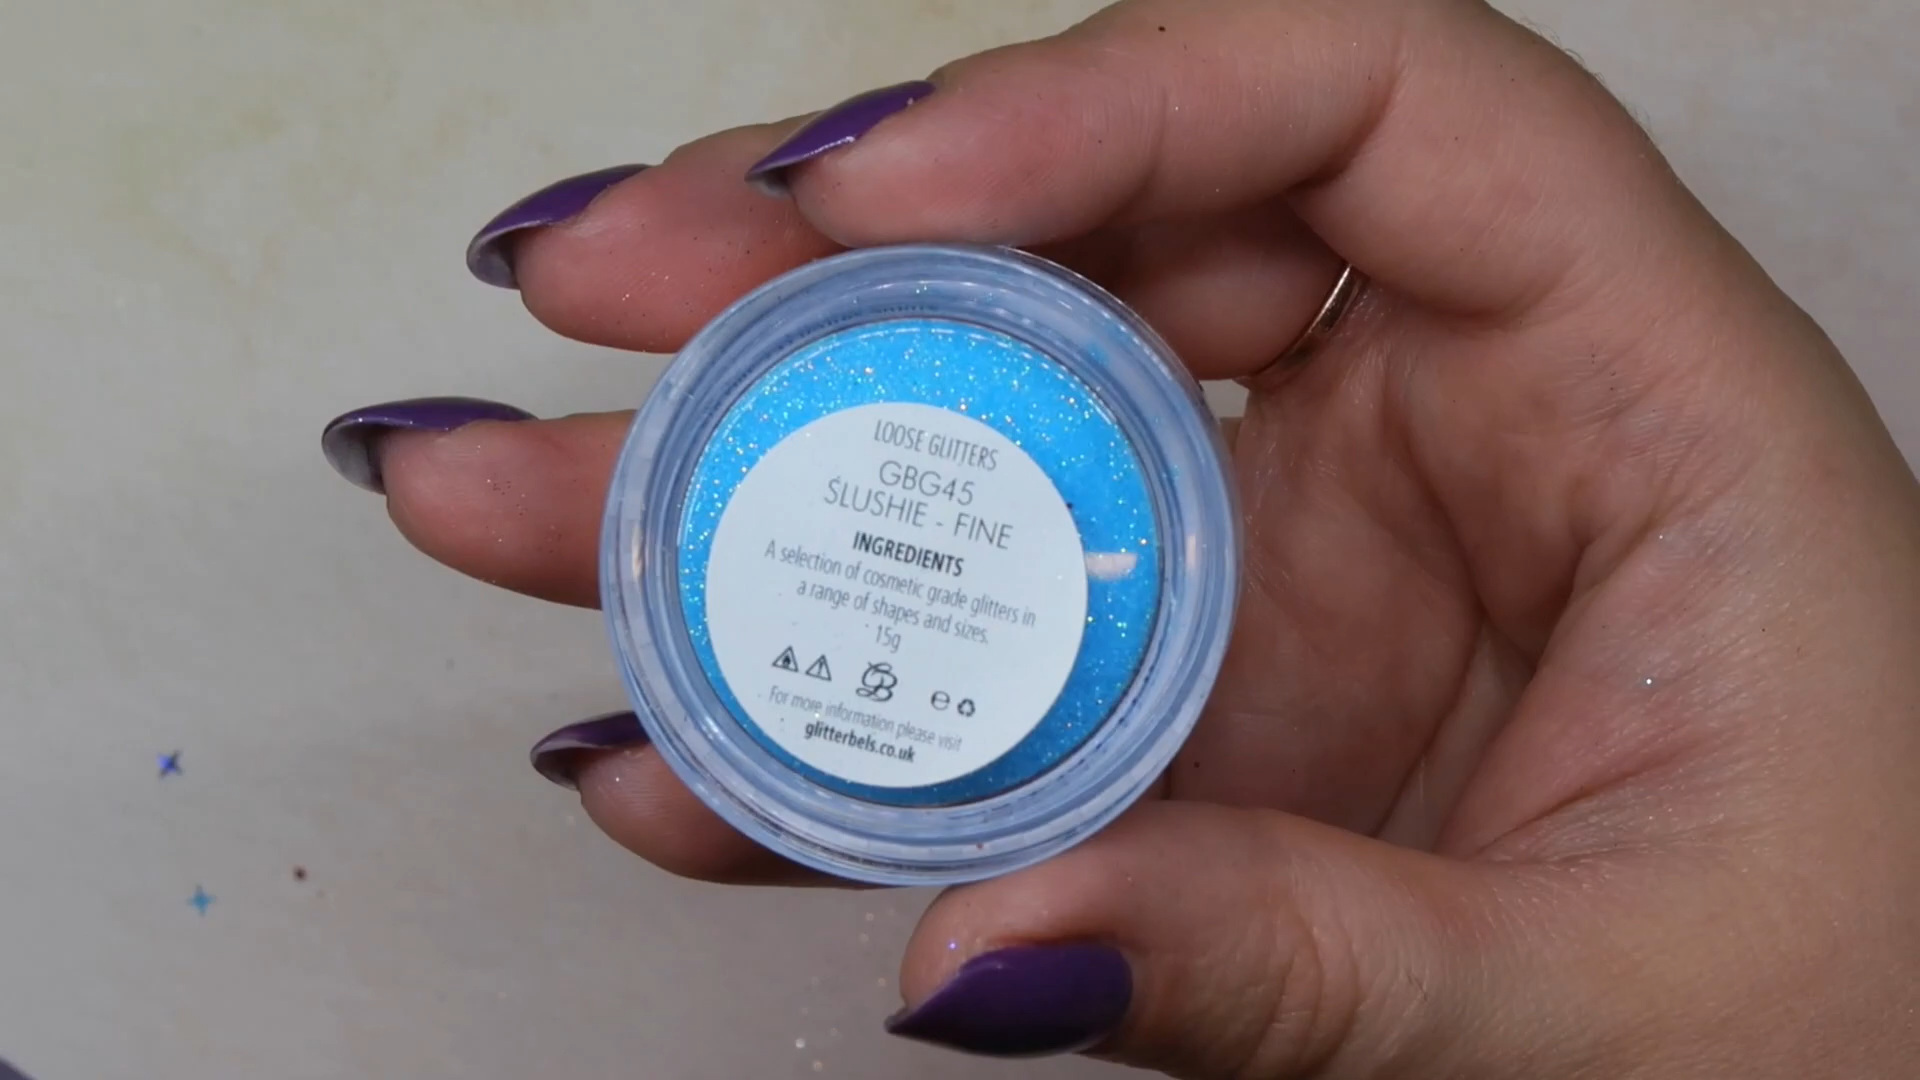 LOOSE GLITTERS
GBG45
SLUSHIE - FINE
INGREDIENTS
A selection of cosmetic grade glitters in
a range of shapes and sizes.
15g
GB e
For more information please visit
glitterbels.co.uk